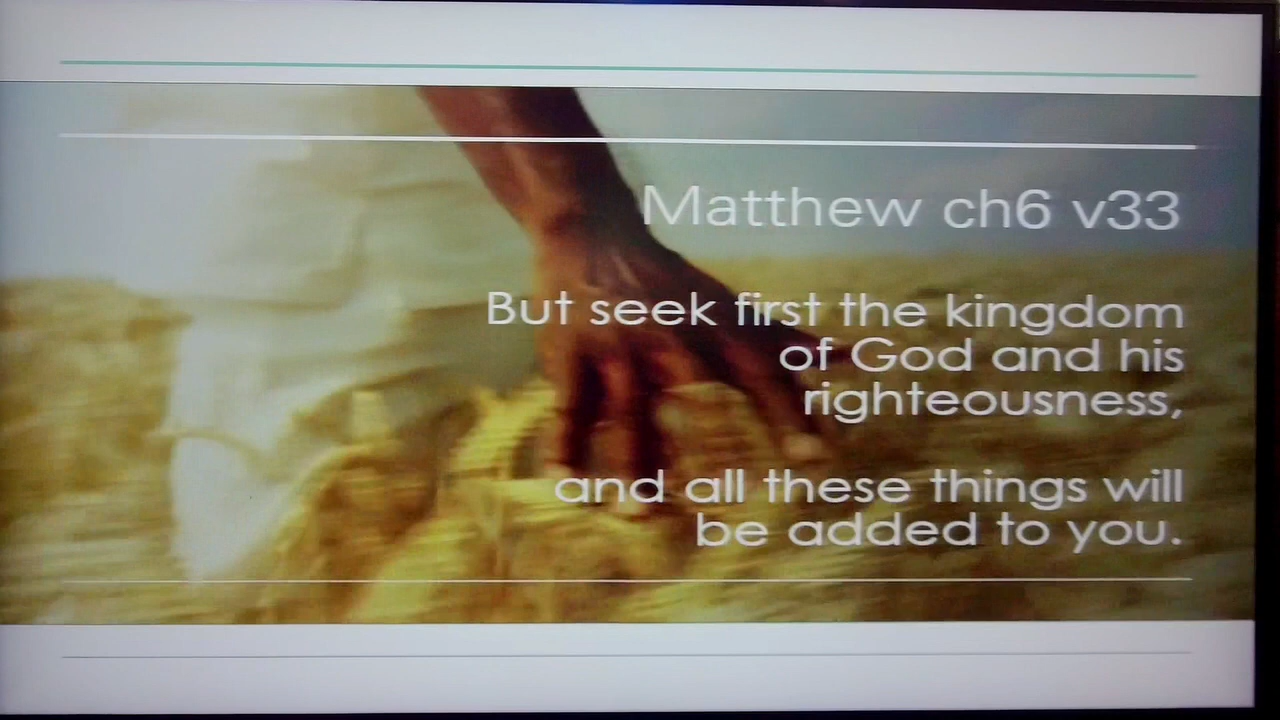 Matthew ch6 v33
But seek first the kingdom
of God and his
righteousness,
and all these things will
be added to you.